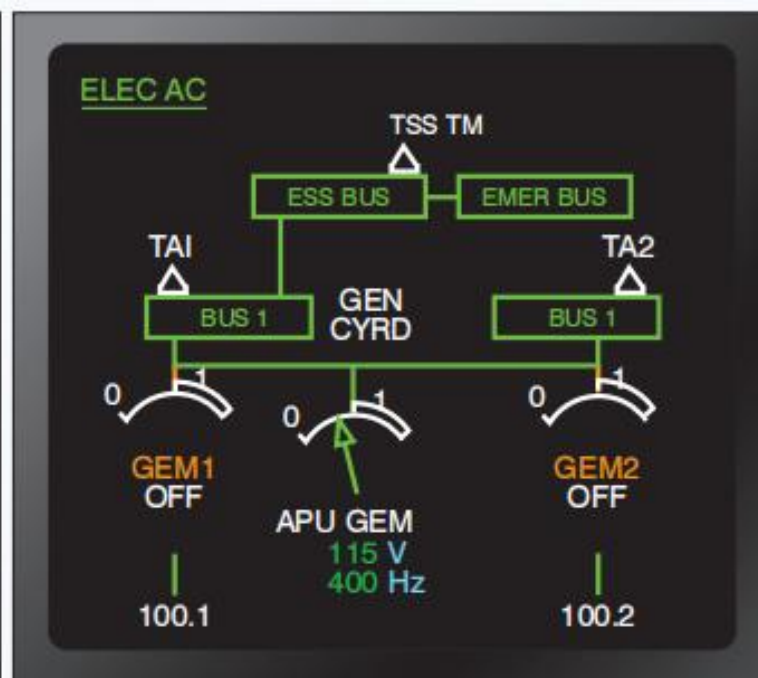 ELEC AC
TSS TM
ESS BUS
EMER BUS
TAI
TA2
BUS 1
GEN
CYRD
BUS 1
0
1
0
1
0
1
GEM1
OFF
APU GEM
115 V
400 Hz
GEM2
OFF
100.1
100.2